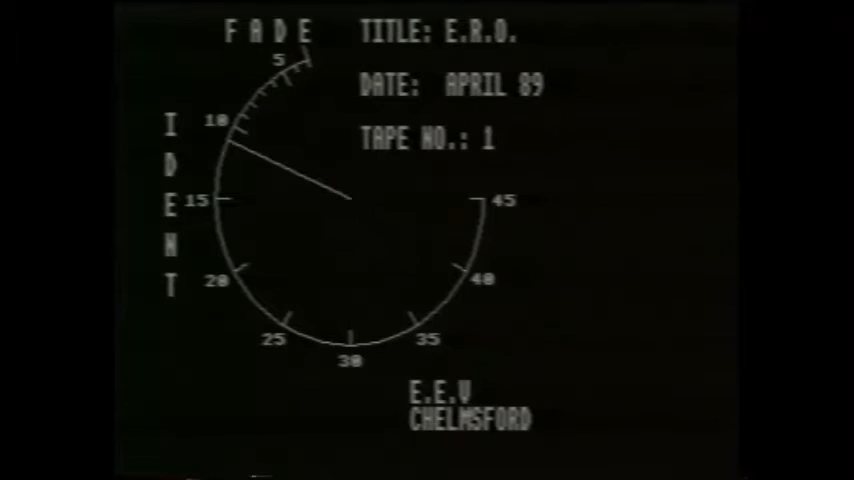 FADE
TITLE: E.R.O.
DATE: APRIL 89
TAPE NO.: 1
IDENT
5
10
15
20
25
30
35
40
45
E.E.V
CHELMSFORD